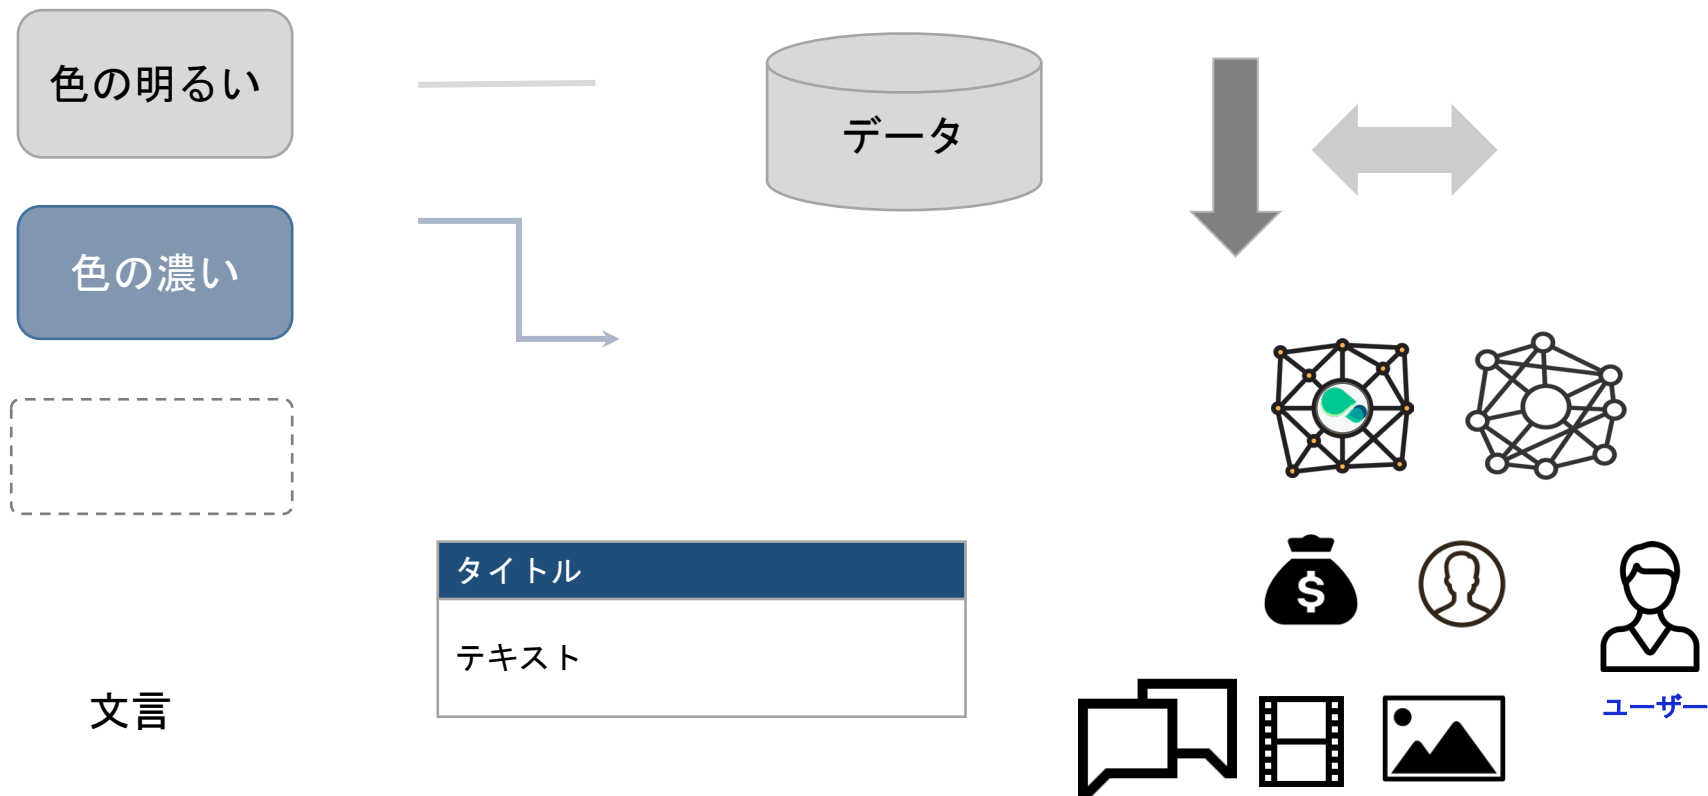 色の明るい
データ
色の濃い
タイトル
テキスト
$
文言
ユーザー